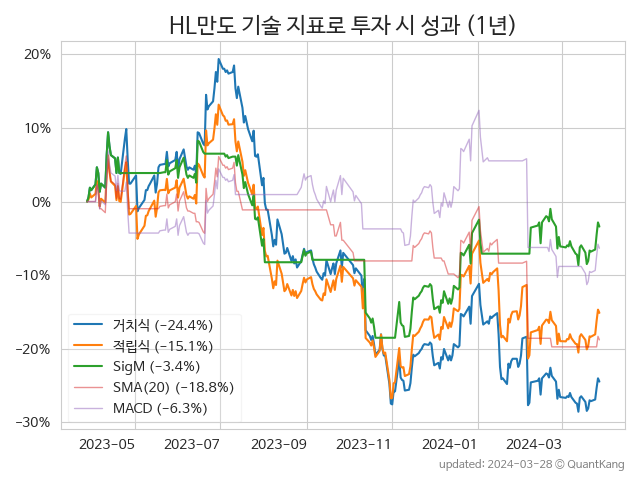 HL만도 기술 지표로 투자 시 성과 (1년)
20%
10%
0%
−10%
−20%
−30%
거치식 (−24.4%)
적립식 (−15.1%)
SigM (−3.4%)
SMA(20) (−18.8%)
MACD (−6.3%)
2023−05
2023−07
2023−09
2023−11
2024−01
2024−03
updated: 2024−03−28 ⓒ QuantKang